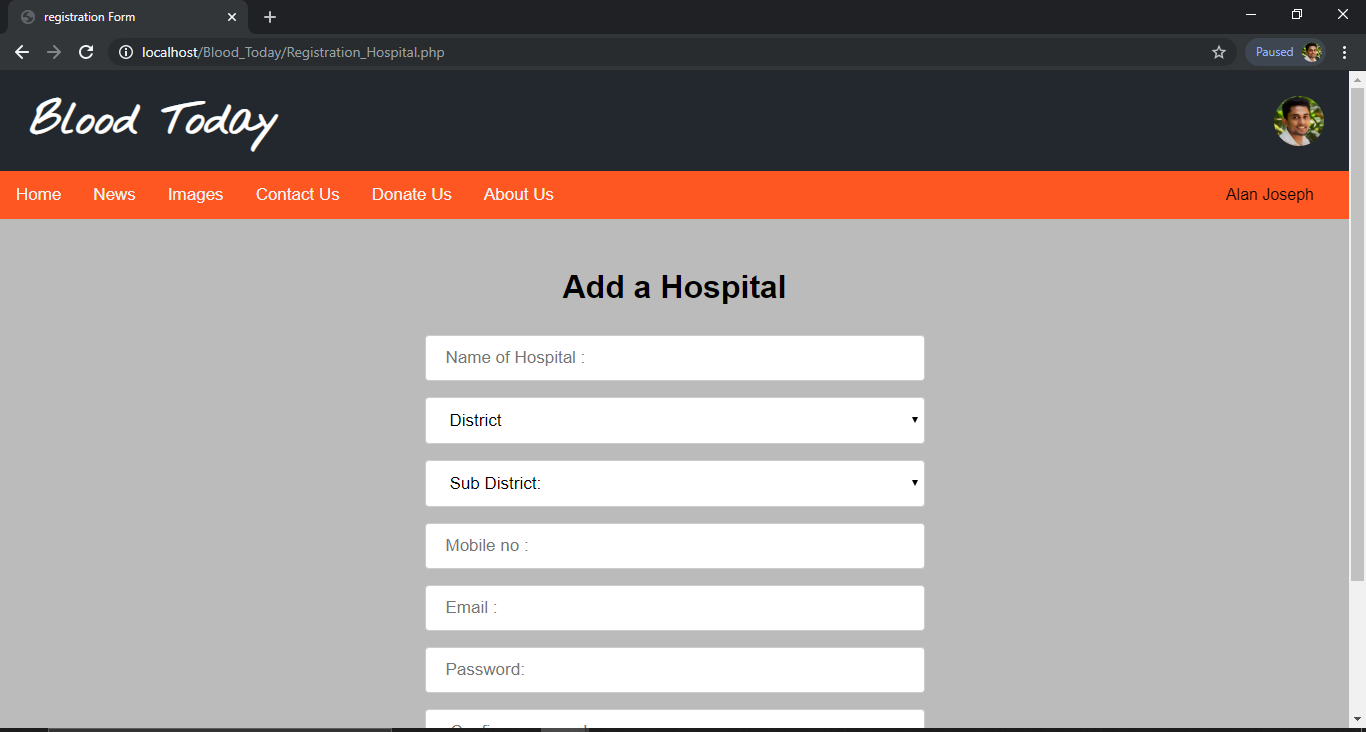 registration Form
localhost/Blood_Today/Registration_Hospital.php
Paused
Blood Today
Home News Images Contact Us Donate Us About Us Alan Joseph
Add a Hospital
Name of Hospital :
District
Sub District:
Mobile no :
Email :
Password: